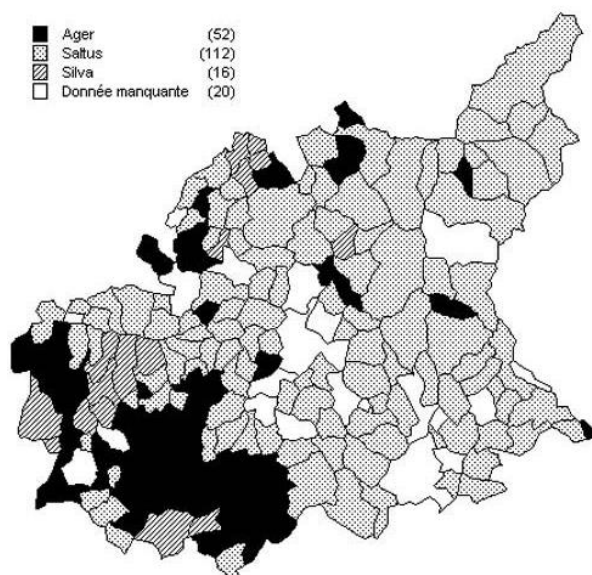 Ager (52)
Saltus (112)
Silva (16)
Donnée manquante (20)